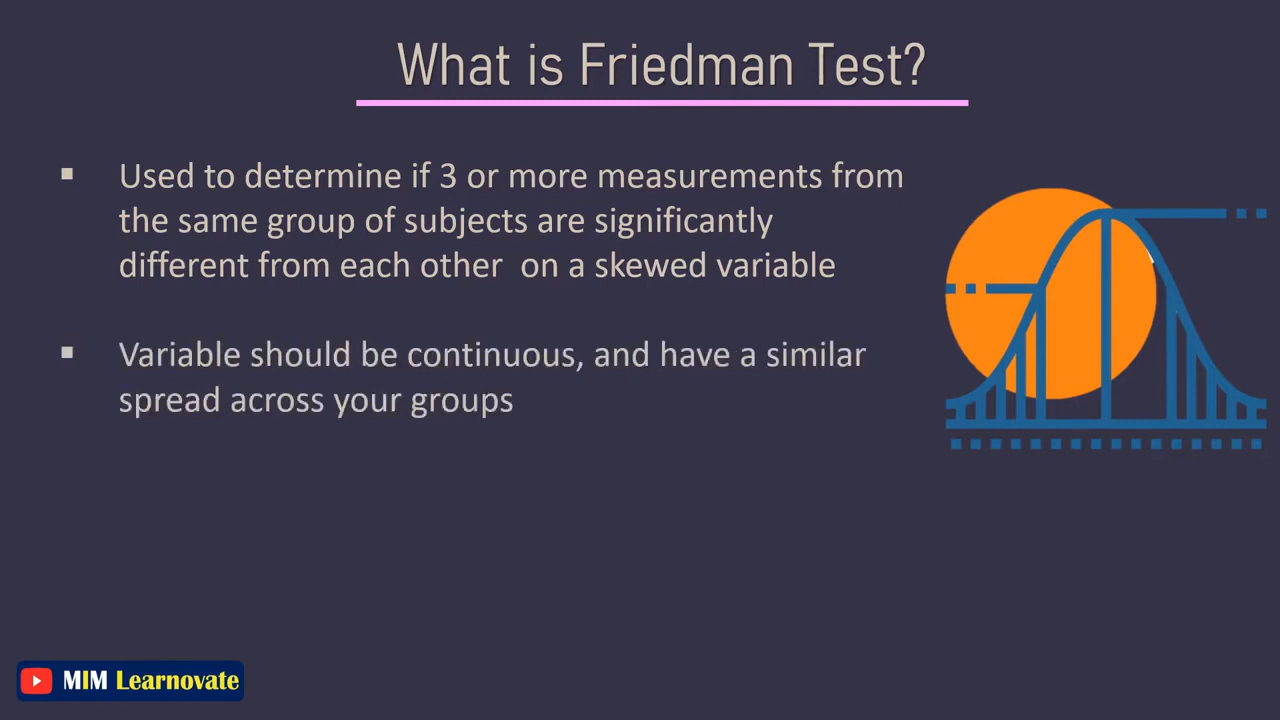 What is Friedman Test?
▪ Used to determine if 3 or more measurements from
the same group of subjects are significantly
different from each other on a skewed variable
▪ Variable should be continuous, and have a similar
spread across your groups
MIM Learnovate